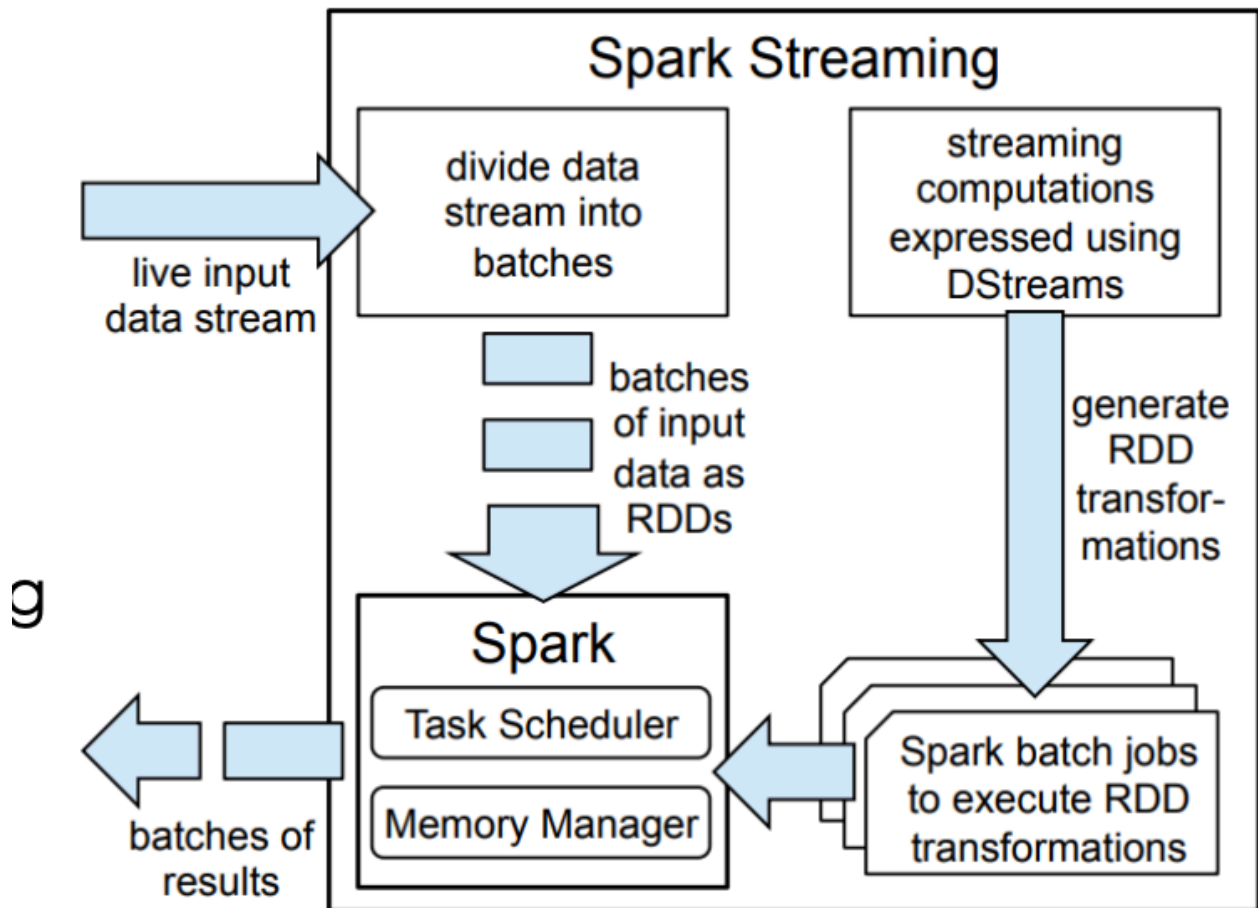 Spark Streaming
divide data
stream into
batches
streaming
computations
expressed using
DStreams
live input
data stream
batches
of input
data as
RDDs
generate
RDD
transfor-
mations
g
Spark
Task Scheduler
Memory Manager
Spark batch jobs
to execute RDD
transformations
batches of
results